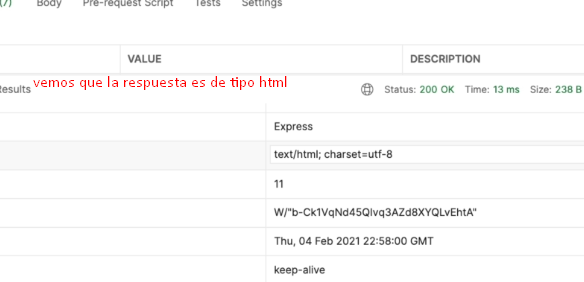 (7) Body Pre-request Script Tests Settings
VALUE DESCRIPTION
Results vemos que la respuesta es de tipo html Status: 200 OK Time: 13 ms Size: 238 B
Express
text/html; charset=utf-8
11
W/"b-Ck1VqNd45QIvq3AZd8XYQLvEhtA"
Thu, 04 Feb 2021 22:58:00 GMT
keep-alive